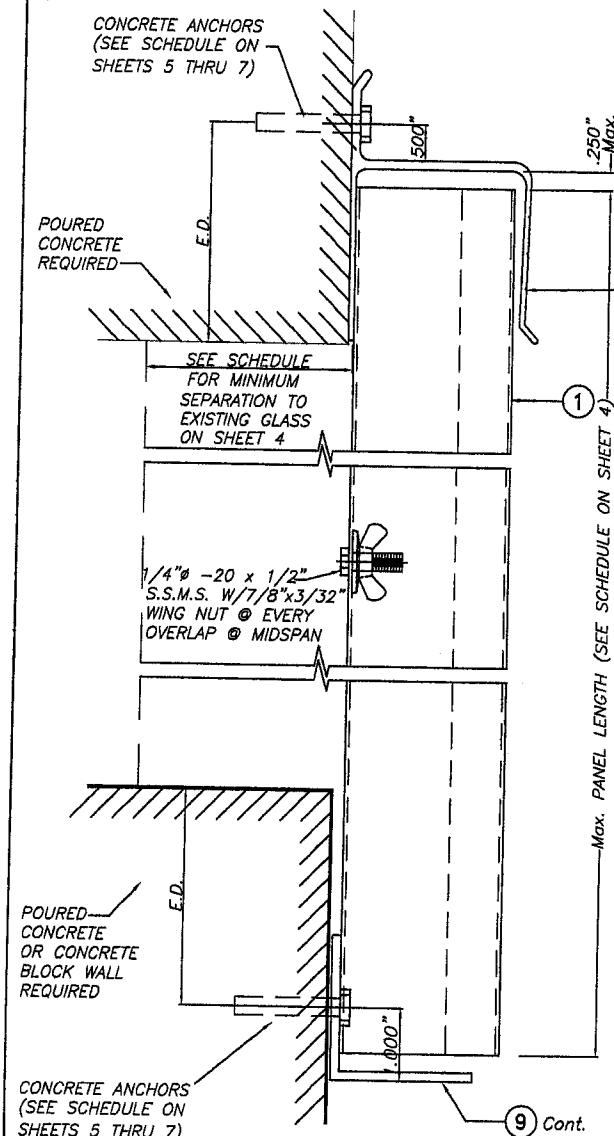 CONCRETE ANCHORS
(SEE SCHEDULE ON
SHEETS 5 THRU 7)
.500"
.250"
Max.
E.D.
POURED
CONCRETE
REQUIRED
SEE SCHEDULE
FOR MINIMUM
SEPARATION TO
EXISTING GLASS
ON SHEET 4
1
Max. PANEL LENGTH (SEE SCHEDULE ON SHEET 4)
1/4"ø -20 x 1/2"
S.S.M.S. W/7/8"x3/32"
WING NUT @ EVERY
OVERLAP @ MIDSPAN
E.D.
POURED
CONCRETE
OR CONCRETE
BLOCK WALL
REQUIRED
1.000"
CONCRETE ANCHORS
(SEE SCHEDULE ON
SHEETS 5 THRU 7)
9 Cont.